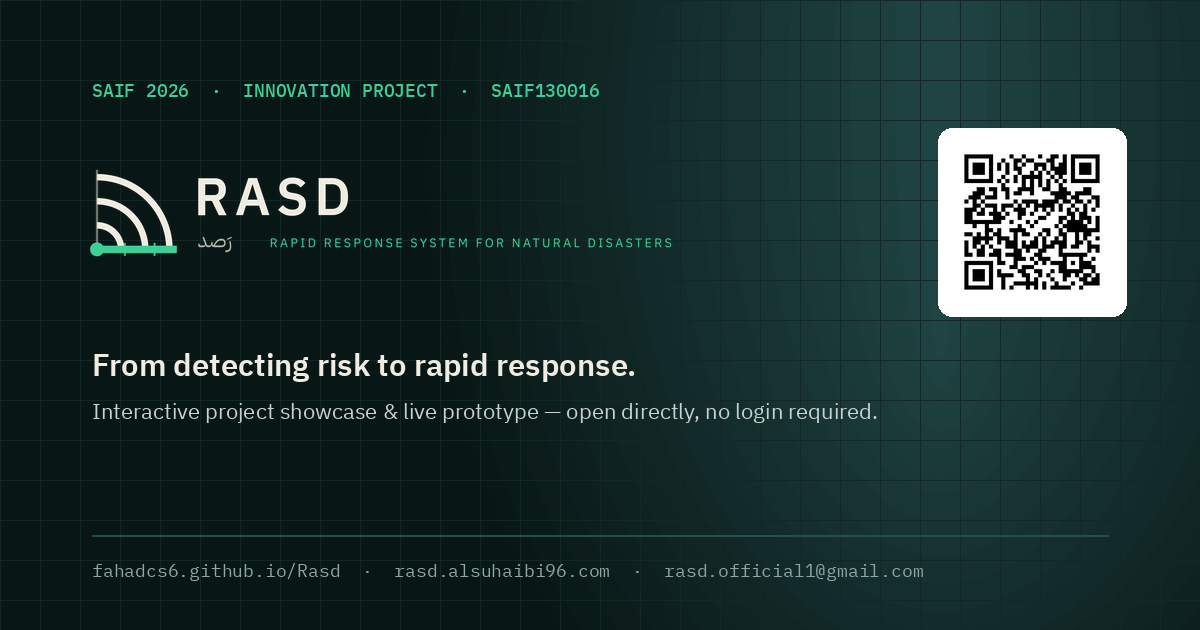 SAIF 2026 · INNOVATION PROJECT · SAIF130016
RASD
رَصد RAPID RESPONSE SYSTEM FOR NATURAL DISASTERS
From detecting risk to rapid response.
Interactive project showcase & live prototype — open directly, no login required.
fahadcs6.github.io/Rasd · rasd.alsuhaibi96.com · rasd.official1@gmail.com